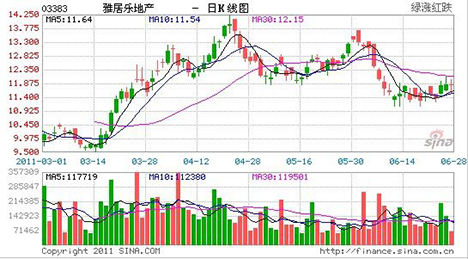 03383 雅居乐地产 - 日K线图 绿涨红跌
MA5:11.64 MA10:11.54 MA30:12.15
14.250
13.775
13.300
12.825
12.350
11.875
11.400
10.925
10.450
9.975
9.500
sina
2011-03-01 03-14 03-28 04-12 04-28 05-16 05-30 06-14 06-28
MA5:117719 MA10:112380 MA30:119501
357309
285847
214385
142923
71462
Copyright 2011 SINA.COM http://finance.sina.com.cn